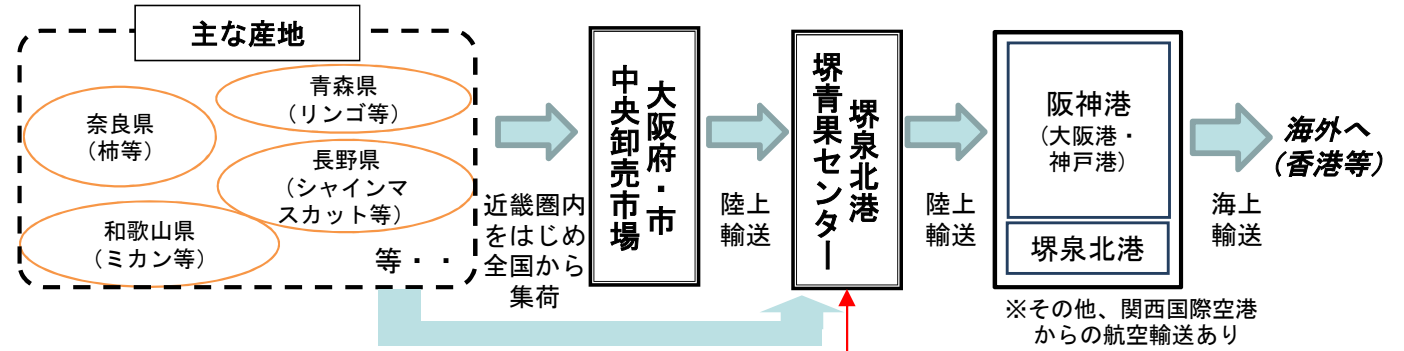 主な産地
青森県
（リンゴ等）
奈良県
（柿等）
長野県
（シャインマ
スカット等）
和歌山県
（ミカン等）
等・・
近畿圏内
をはじめ
全国から
集荷
大阪府・市
中央卸売市場
陸上
輸送
堺泉北港
堺青果センター
陸上
輸送
阪神港
（大阪港・
神戸港）
堺泉北港
※その他、関西国際空港
からの航空輸送あり
海上
輸送
海外へ
（香港等）